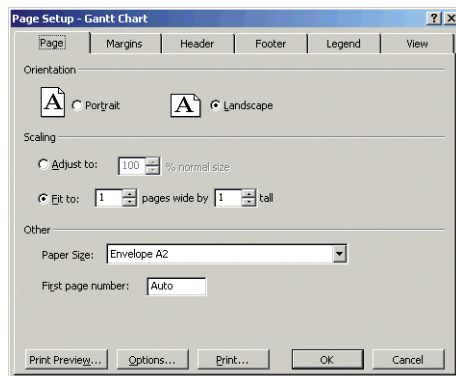 Page Setup - Gantt Chart
Page Margins Header Footer Legend View
Orientation
A Portrait A Landscape
Scaling
Adjust to: 100 % normal size
Fit to: 1 pages wide by 1 tall
Other
Paper Size: Envelope A2
First page number: Auto
Print Preview... Options... Print... OK Cancel